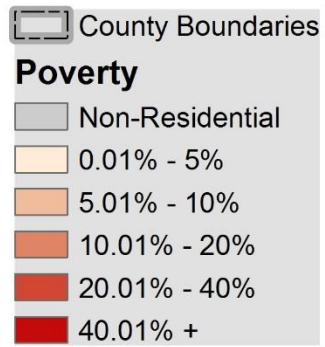 County Boundaries
Poverty
Non-Residential
0.01% - 5%
5.01% - 10%
10.01% - 20%
20.01% - 40%
40.01% +